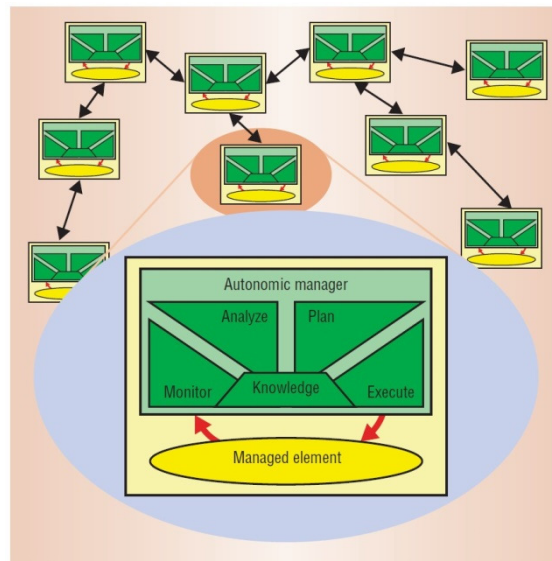 Autonomic manager
Analyze
Plan
Monitor
Knowledge
Execute
Managed element